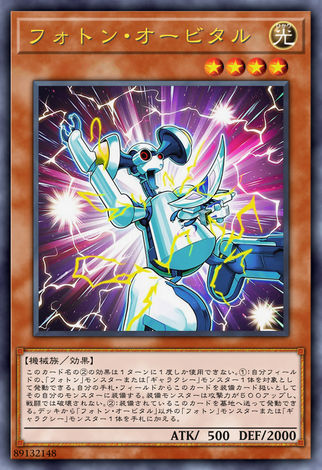 フォトン・オービタル
光
【機械族／効果】
このカード名の②の効果は１ターンに１度しか使用できない。①：自分フィール
ドの、「フォトン」モンスターまたは「ギャラクシー」モンスター１体を対象とし
て発動できる。自分の手札・フィールドからこのカードを装備カード扱いとして
その自分のモンスターに装備する。装備モンスターは攻撃力が５００アップし、
戦闘では破壊されない。②：装備されているこのカードを墓地へ送って発動でき
る。デッキから「フォトン・オービタル」以外の「フォトン」モンスターまたは「ギャラ
クシー」モンスター１体を手札に加える。
ATK/ 500 DEF/2000
89132148